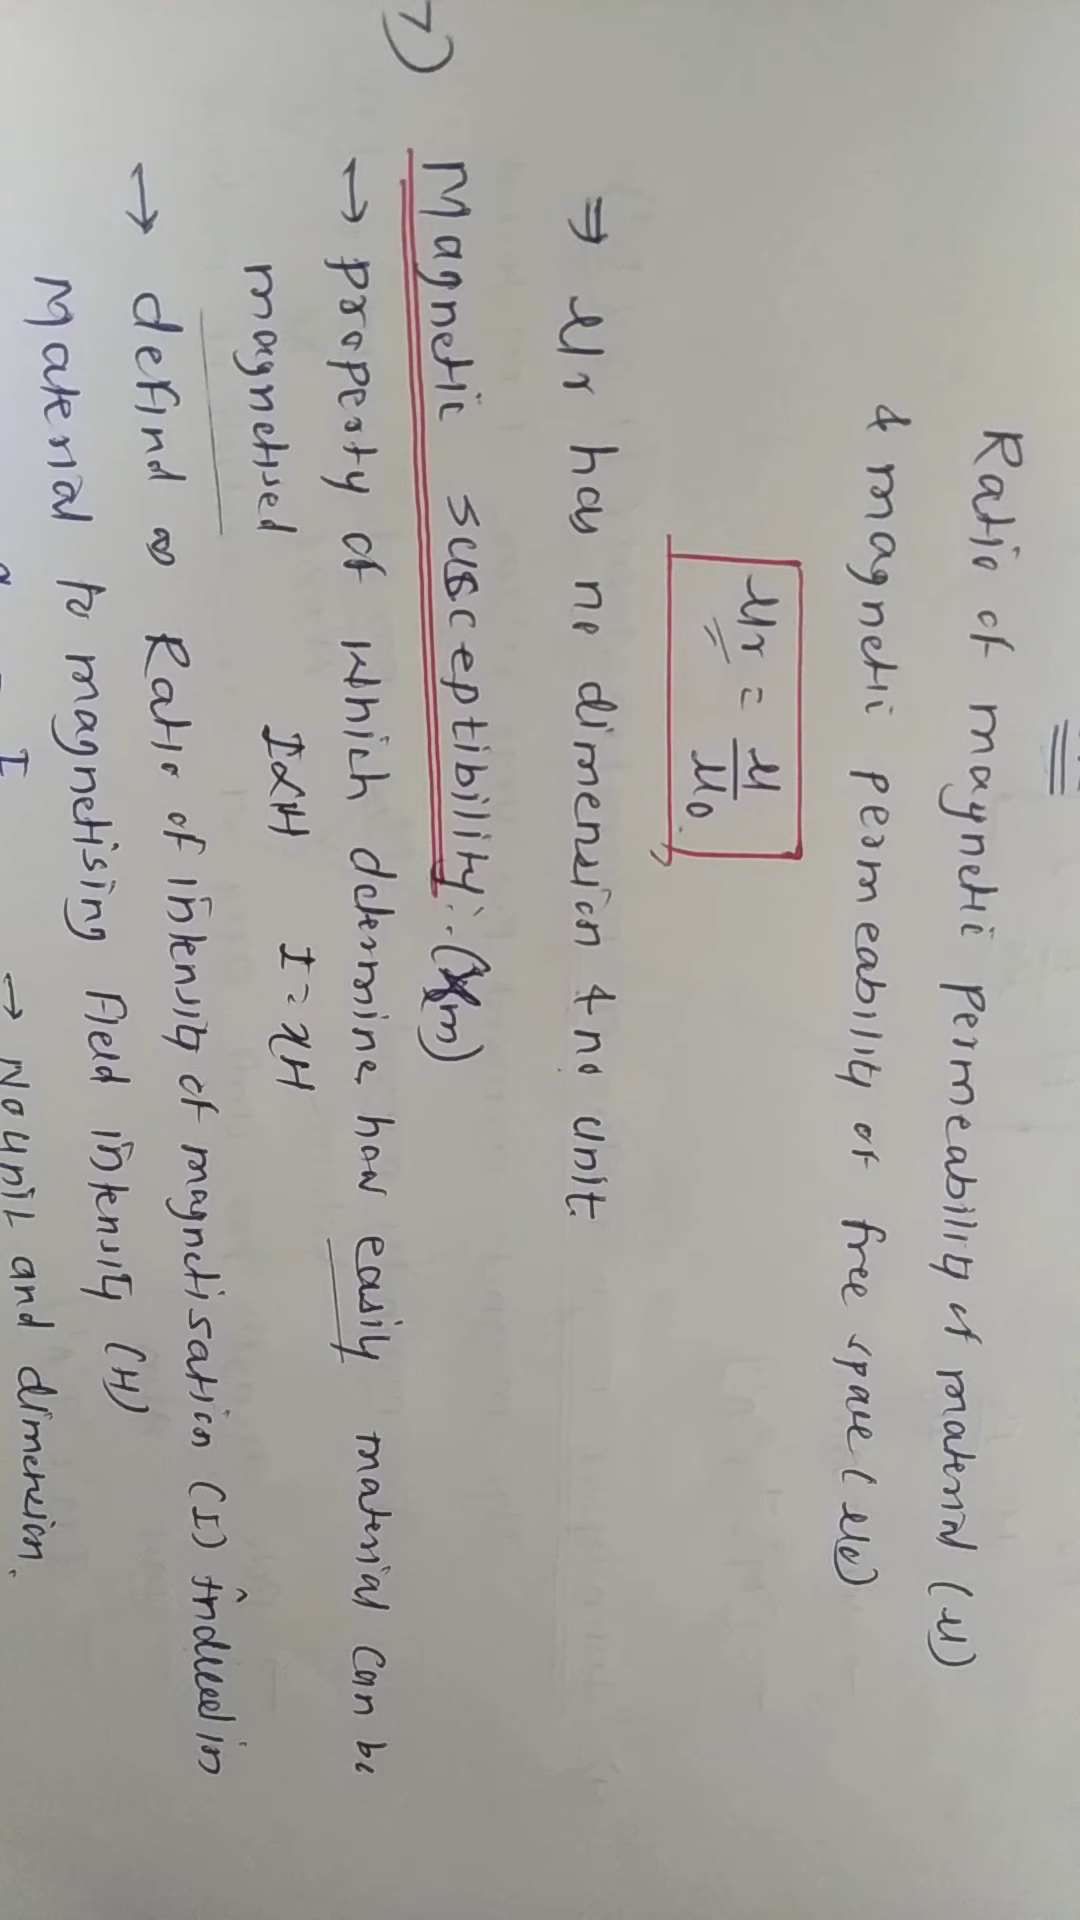 Ratio of magnetic permeability of material (μ)
& magnetic permeability of free space (μ0)
μr = μ/μ0
⇒ μr has no dimension & no unit.
7) Magnetic susceptibility:- (χm)
→ property of which determine how easily material can be
magnetised I∝H I=χH
→ defind as Ratio of intensity of magnetisation (I) induced in
Material to magnetising field intensity (H)
I → No unit and dimension.